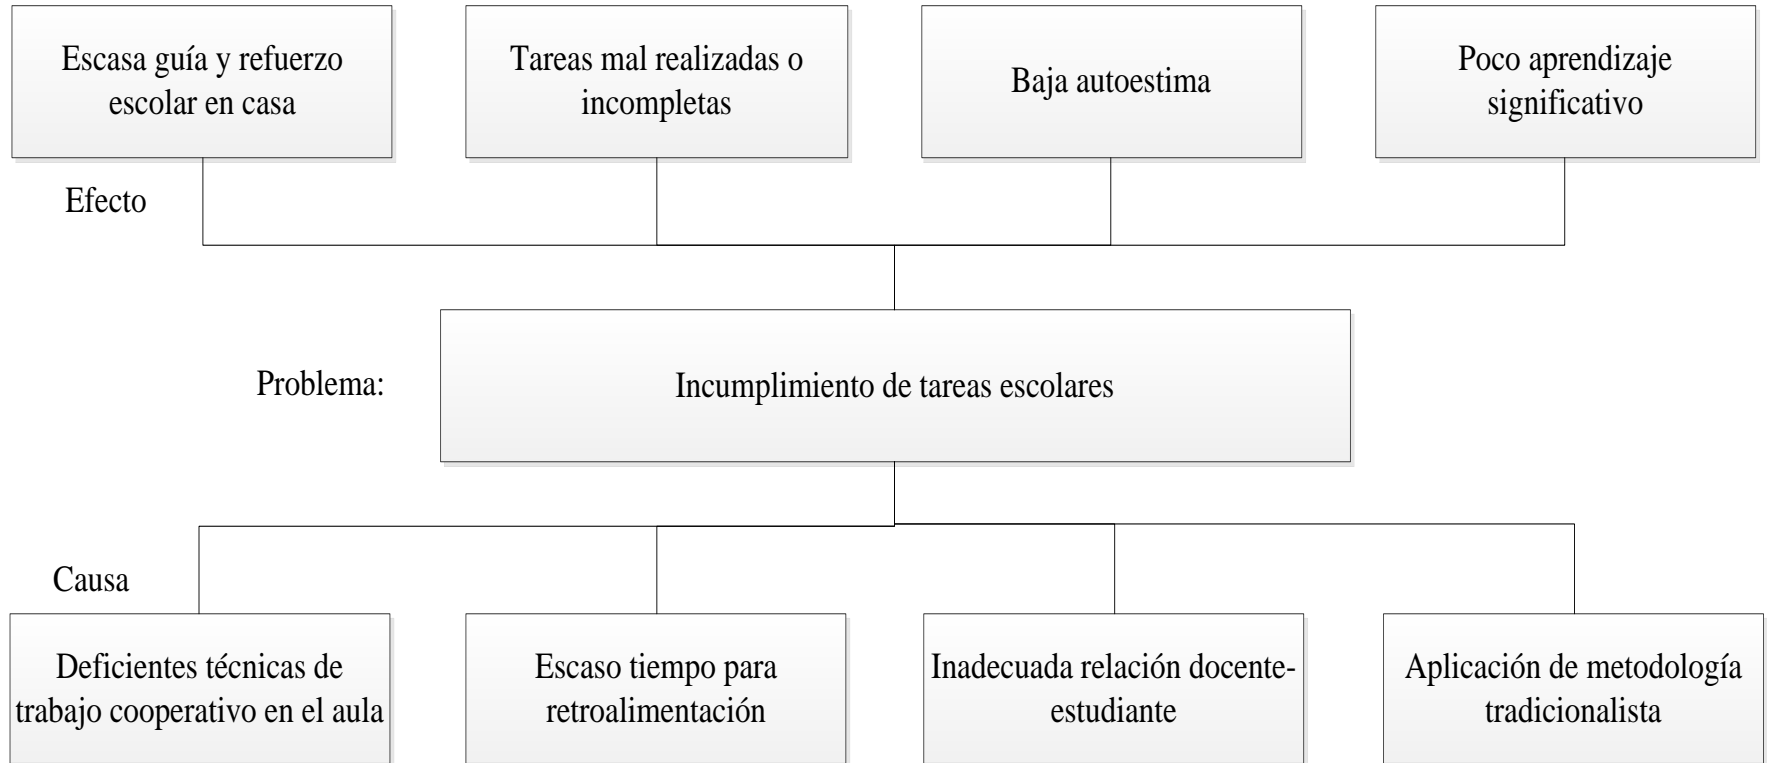 Escasa guía y refuerzo
escolar en casa
Tareas mal realizadas o
incompletas
Baja autoestima
Poco aprendizaje
significativo
Efecto
Problema:
Incumplimiento de tareas escolares
Causa
Deficientes técnicas de
trabajo cooperativo en el aula
Escaso tiempo para
retroalimentación
Inadecuada relación docente-
estudiante
Aplicación de metodología
tradicionalista